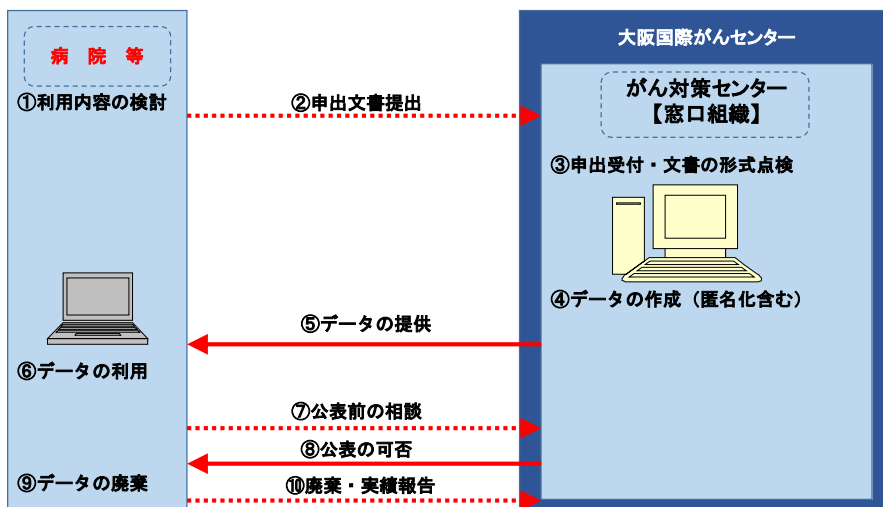 病院等
大阪国際がんセンター
がん対策センター
【窓口組織】
①利用内容の検討
②申出文書提出
③申出受付・文書の形式点検
④データの作成（匿名化含む）
⑤データの提供
⑥データの利用
⑦公表前の相談
⑧公表の可否
⑨データの廃棄
⑩廃棄・実績報告